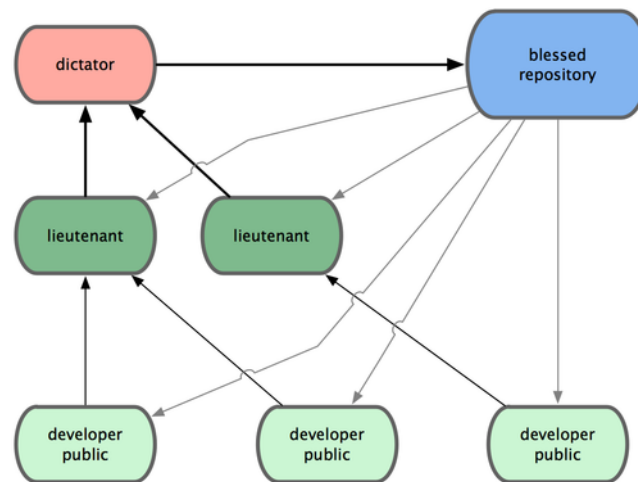 dictator
blessed
repository
lieutenant
lieutenant
developer
public
developer
public
developer
public